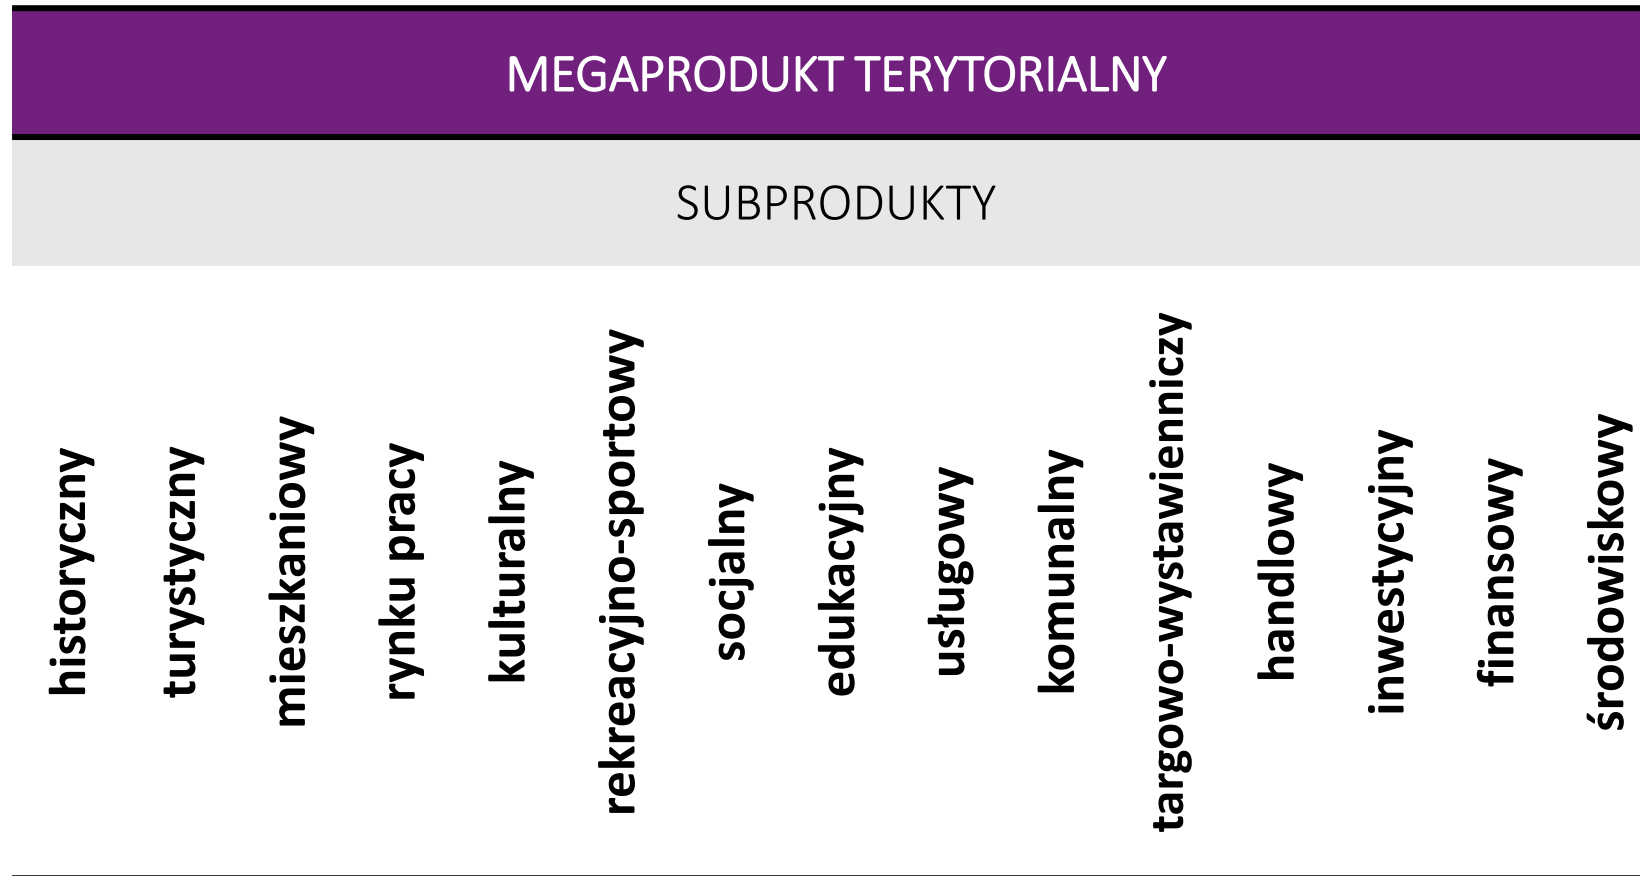 MEGAPRODUKT TERYTORIALNY
SUBPRODUKTY
historyczny
turystyczny
mieszkaniowy
rynku pracy
kulturalny
rekreacyjno-sportowy
socjalny
edukacyjny
usługowy
komunalny
targowo-wystawienniczy
handlowy
inwestycyjny
finansowy
środowiskowy